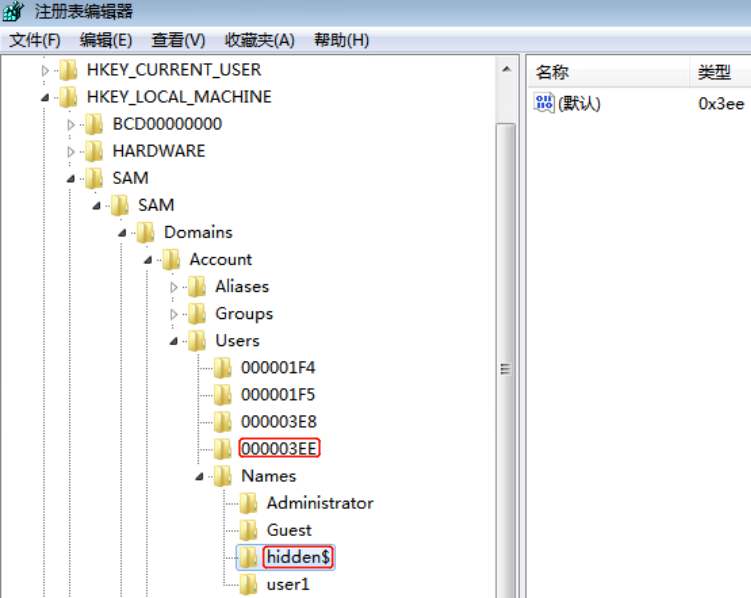 注册表编辑器
文件(F) 编辑(E) 查看(V) 收藏夹(A) 帮助(H)
HKEY_CURRENT_USER
HKEY_LOCAL_MACHINE
BCD00000000
HARDWARE
SAM
SAM
Domains
Account
Aliases
Groups
Users
000001F4
000001F5
000003E8
000003EE
Names
Administrator
Guest
hidden$
user1
名称 类型
(默认) 0x3ee